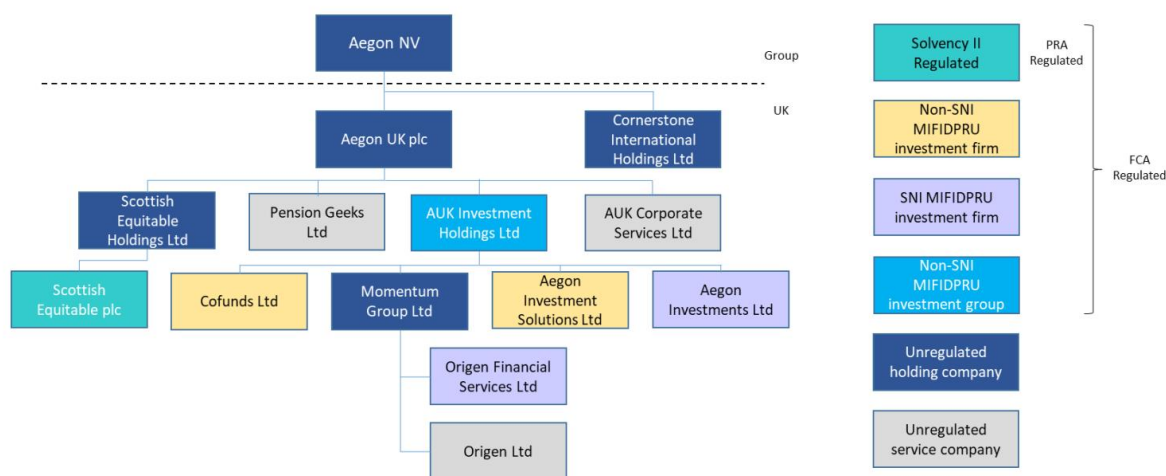 Aegon NV
Group
UK
Aegon UK plc
Cornerstone
International
Holdings Ltd
Scottish
Equitable
Holdings Ltd
Pension Geeks
Ltd
AUK Investment
Holdings Ltd
AUK Corporate
Services Ltd
Scottish
Equitable plc
Cofunds Ltd
Momentum
Group Ltd
Aegon
Investment
Solutions Ltd
Aegon
Investments Ltd
Origen Financial
Services Ltd
Origen Ltd
Solvency II
Regulated
PRA
Regulated
Non-SNI
MIFIDPRU
investment firm
SNI MIFIDPRU
investment firm
Non-SNI
MIFIDPRU
investment group
FCA
Regulated
Unregulated
holding company
Unregulated
service company